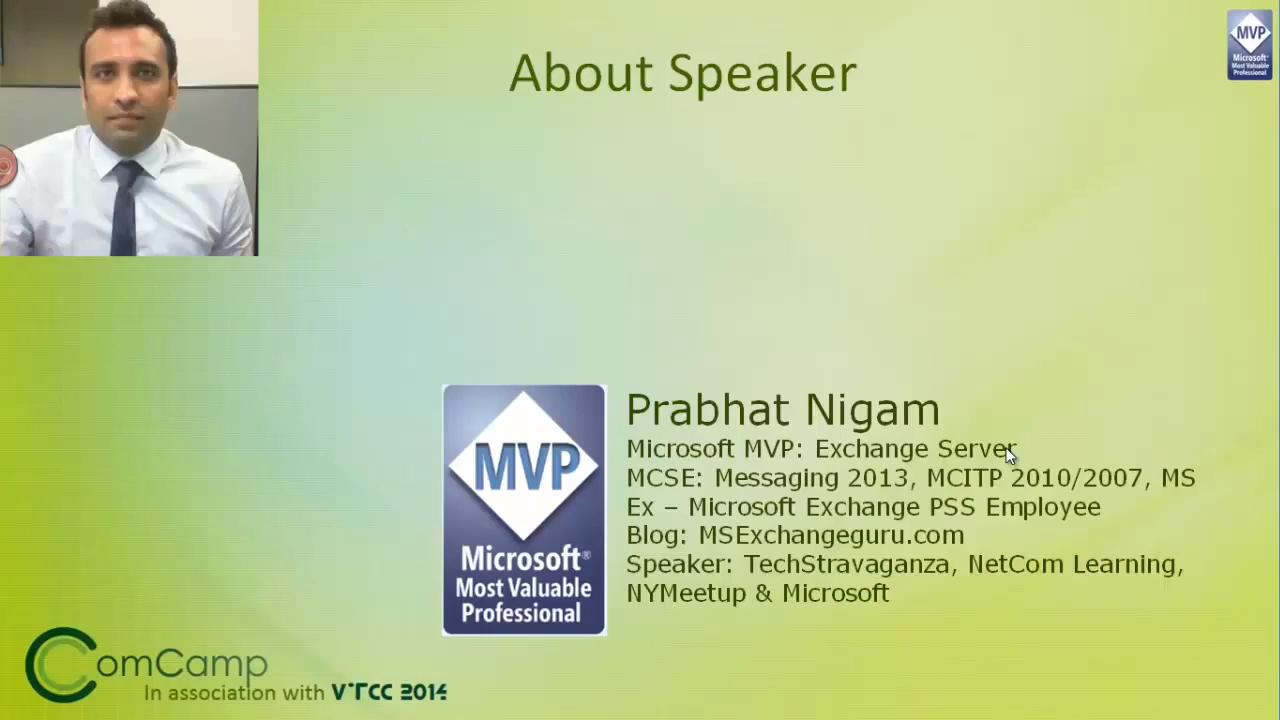 About Speaker
MVP
Microsoft
Most Valuable
Professional
MVP
Microsoft®
Most Valuable
Professional
Prabhat Nigam
Microsoft MVP: Exchange Server
MCSE: Messaging 2013, MCITP 2010/2007, MS
Ex – Microsoft Exchange PSS Employee
Blog: MSExchangeguru.com
Speaker: TechStravaganza, NetCom Learning,
NYMeetup & Microsoft
ComCamp
In association with VTCC 2014